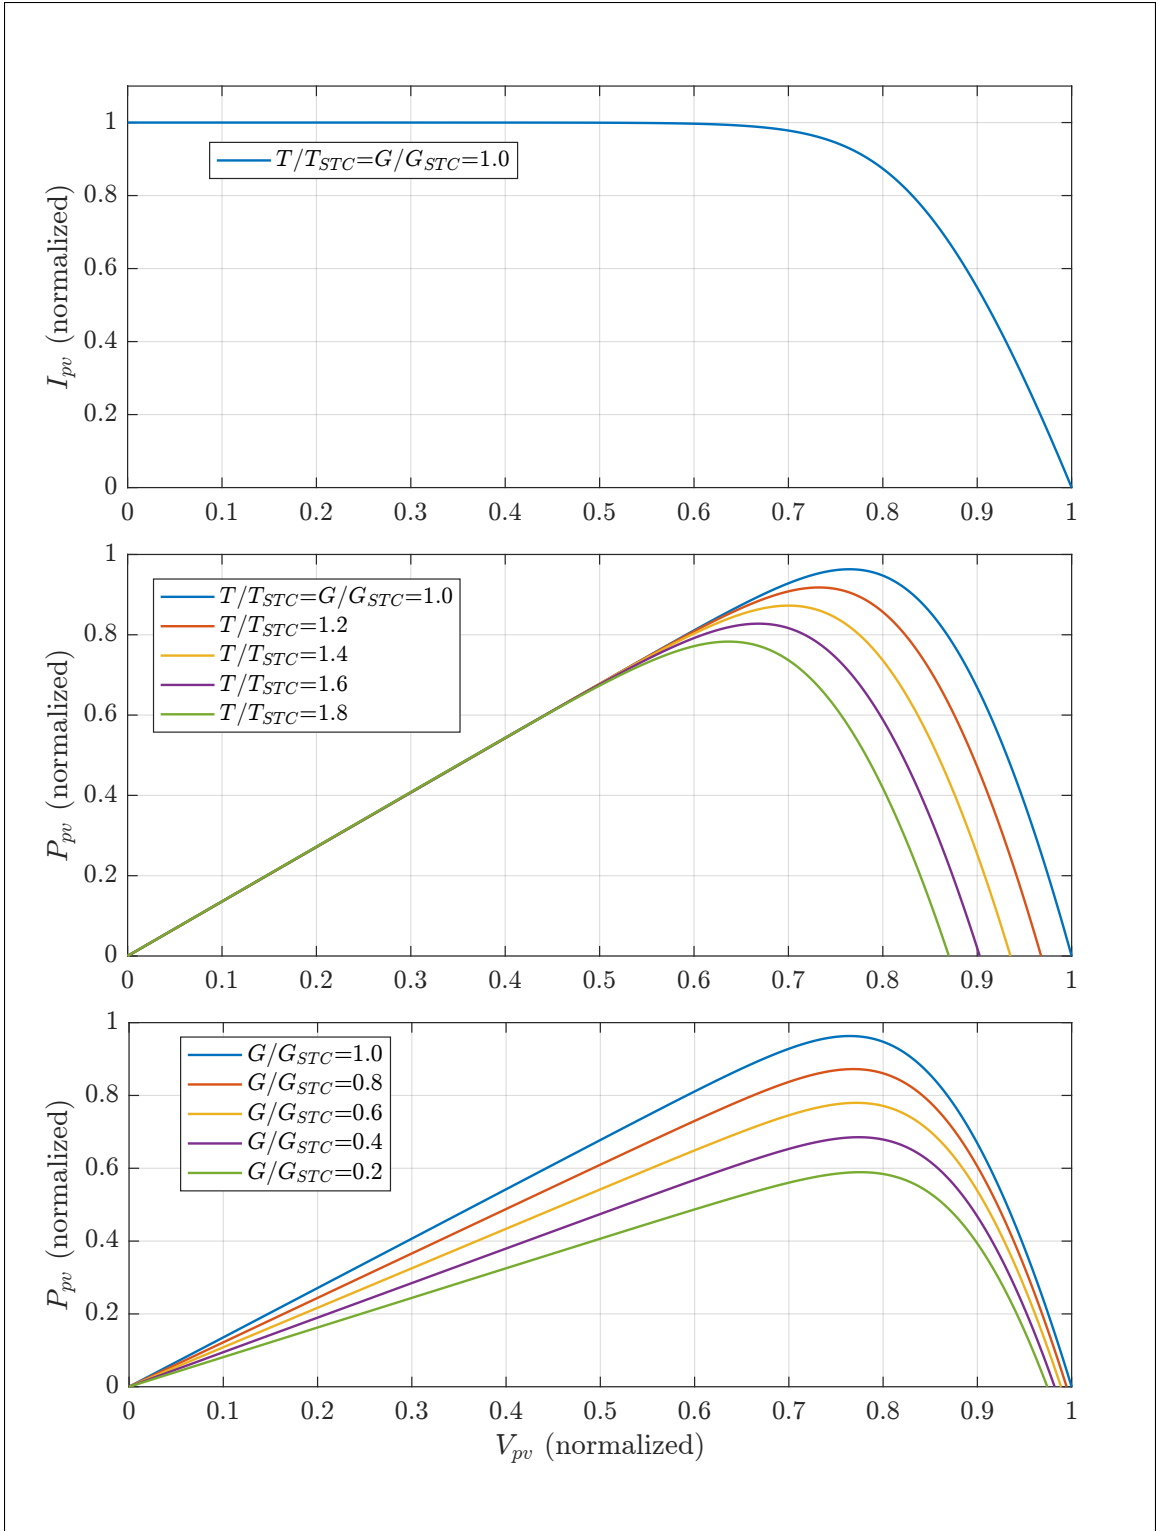 1
0.8
0.6
0.4
0.2
0
I_pv (normalized)
T/T_STC=G/G_STC=1.0
0 0.1 0.2 0.3 0.4 0.5 0.6 0.7 0.8 0.9 1
1
0.8
0.6
0.4
0.2
0
P_pv (normalized)
T/T_STC=G/G_STC=1.0
T/T_STC=1.2
T/T_STC=1.4
T/T_STC=1.6
T/T_STC=1.8
0 0.1 0.2 0.3 0.4 0.5 0.6 0.7 0.8 0.9 1
1
0.8
0.6
0.4
0.2
0
P_pv (normalized)
G/G_STC=1.0
G/G_STC=0.8
G/G_STC=0.6
G/G_STC=0.4
G/G_STC=0.2
0 0.1 0.2 0.3 0.4 0.5 0.6 0.7 0.8 0.9 1
V_pv (normalized)